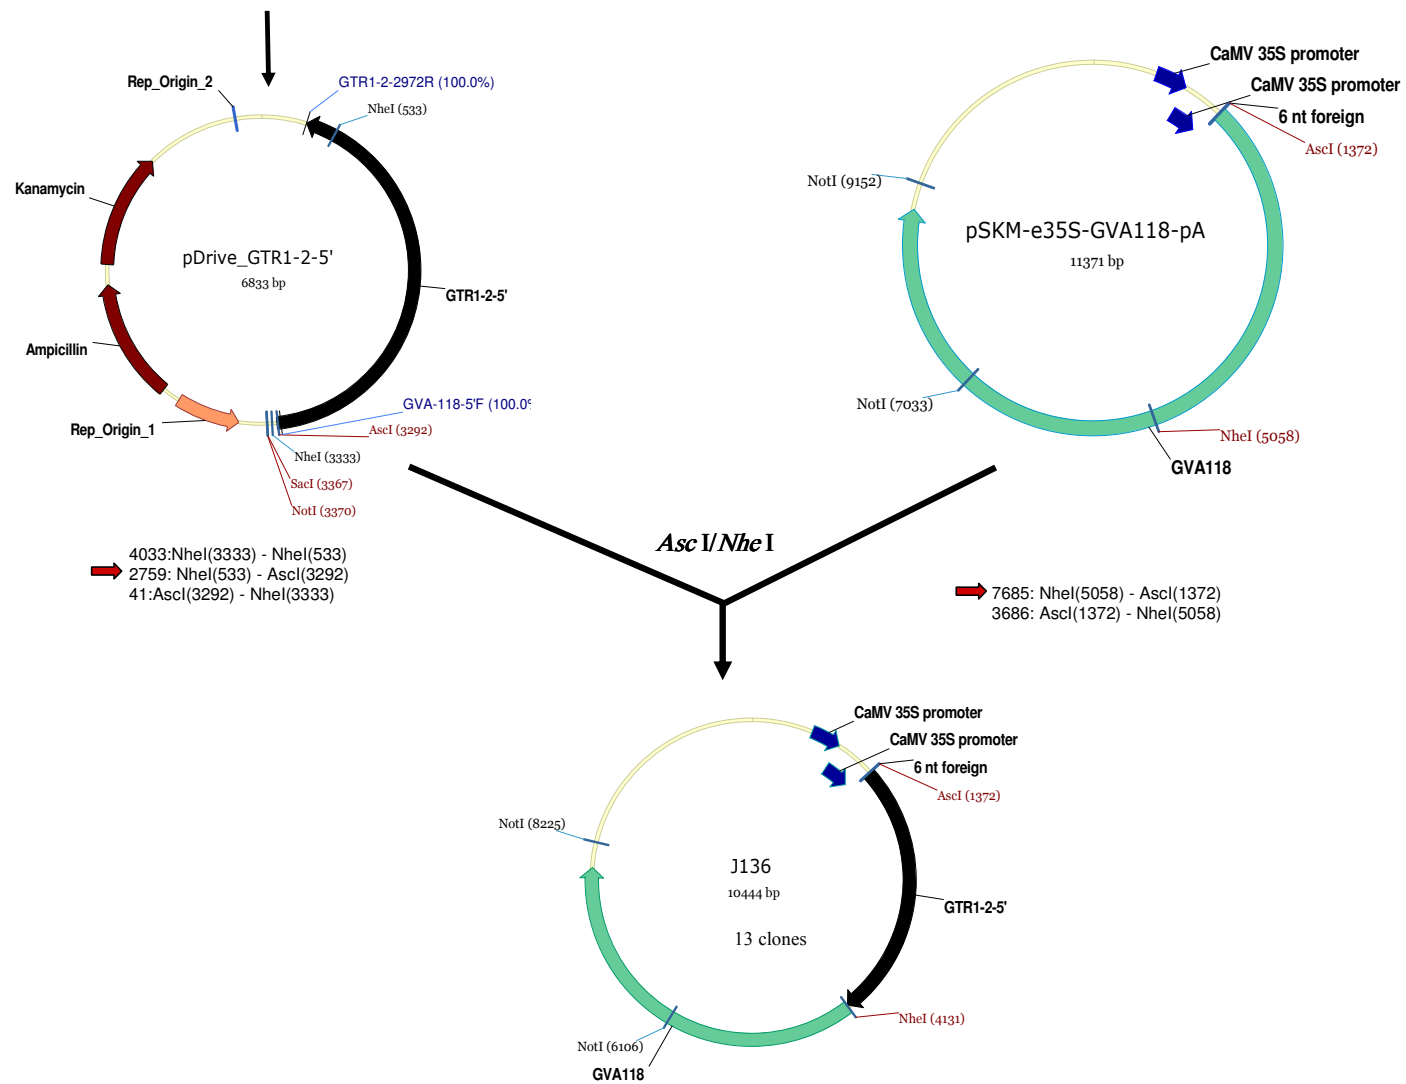 Rep_Origin_2
GTR1-2-2972R (100.0%)
NheI (533)
Kanamycin
pDrive_GTR1-2-5'
6833 bp
GTR1-2-5'
Ampicillin
GVA-118-5'F (100.0%
Rep_Origin_1
AscI (3292)
NheI (3333)
SacI (3367)
NotI (3370)
4033:NheI(3333) - NheI(533)
2759: NheI(533) - AscI(3292)
41:AscI(3292) - NheI(3333)
CaMV 35S promoter
CaMV 35S promoter
6 nt foreign
AscI (1372)
NotI (9152)
pSKM-e35S-GVA118-pA
11371 bp
NotI (7033)
NheI (5058)
GVA118
Asc I/Nhe I
7685: NheI(5058) - AscI(1372)
3686: AscI(1372) - NheI(5058)
CaMV 35S promoter
CaMV 35S promoter
6 nt foreign
AscI (1372)
NotI (8225)
J136
10444 bp
13 clones
GTR1-2-5'
NheI (4131)
NotI (6106)
GVA118